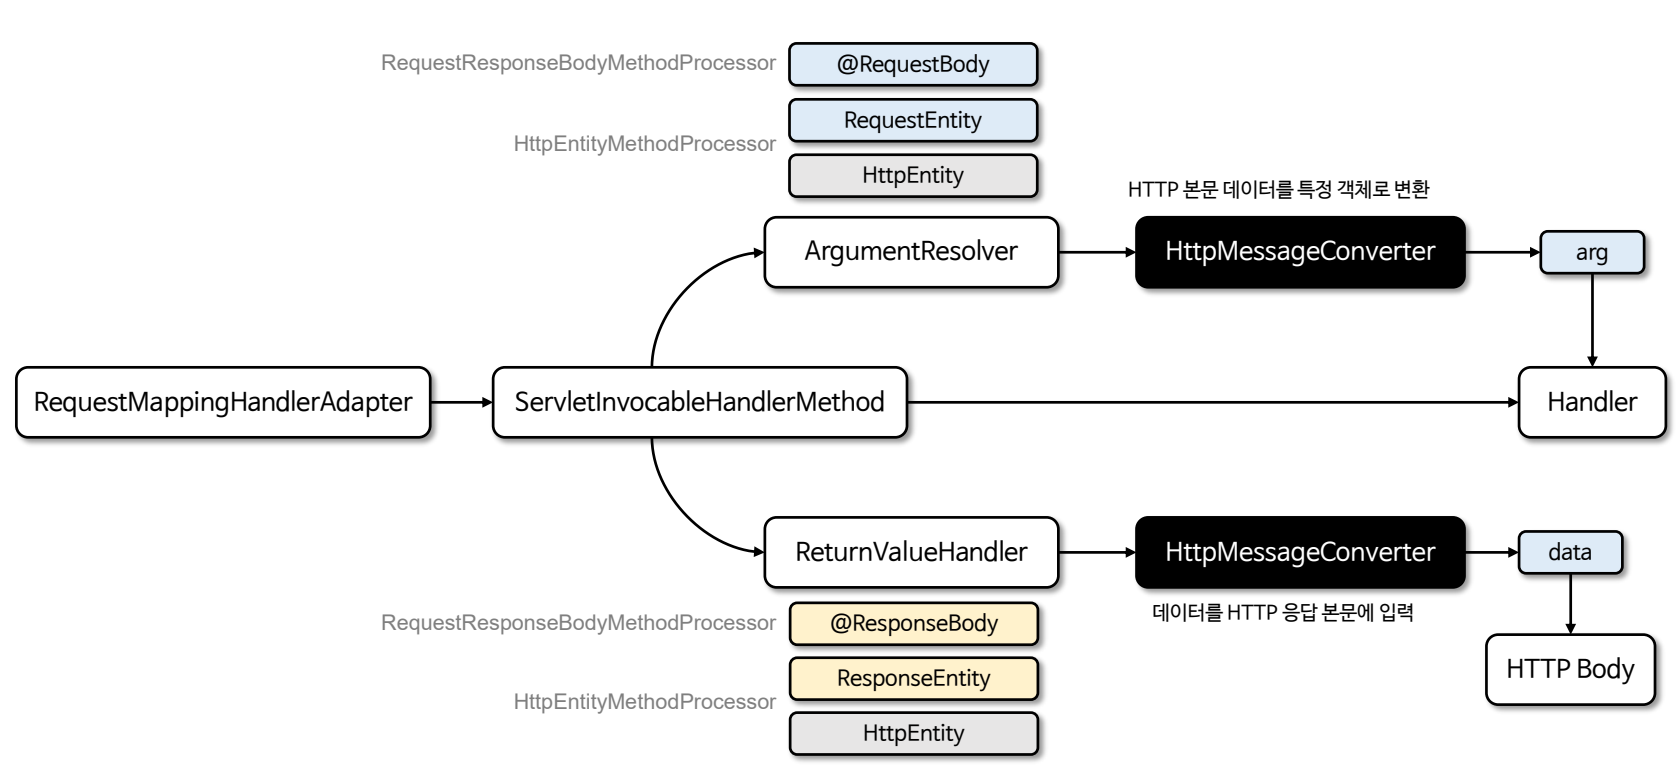 RequestResponseBodyMethodProcessor
@RequestBody
HttpEntityMethodProcessor
RequestEntity
HttpEntity
HTTP 본문 데이터를 특정 객체로 변환
ArgumentResolver
HttpMessageConverter
arg
RequestMappingHandlerAdapter
ServletInvocableHandlerMethod
Handler
ReturnValueHandler
HttpMessageConverter
data
데이터를 HTTP 응답 본문에 입력
HTTP Body
RequestResponseBodyMethodProcessor
@ResponseBody
HttpEntityMethodProcessor
ResponseEntity
HttpEntity